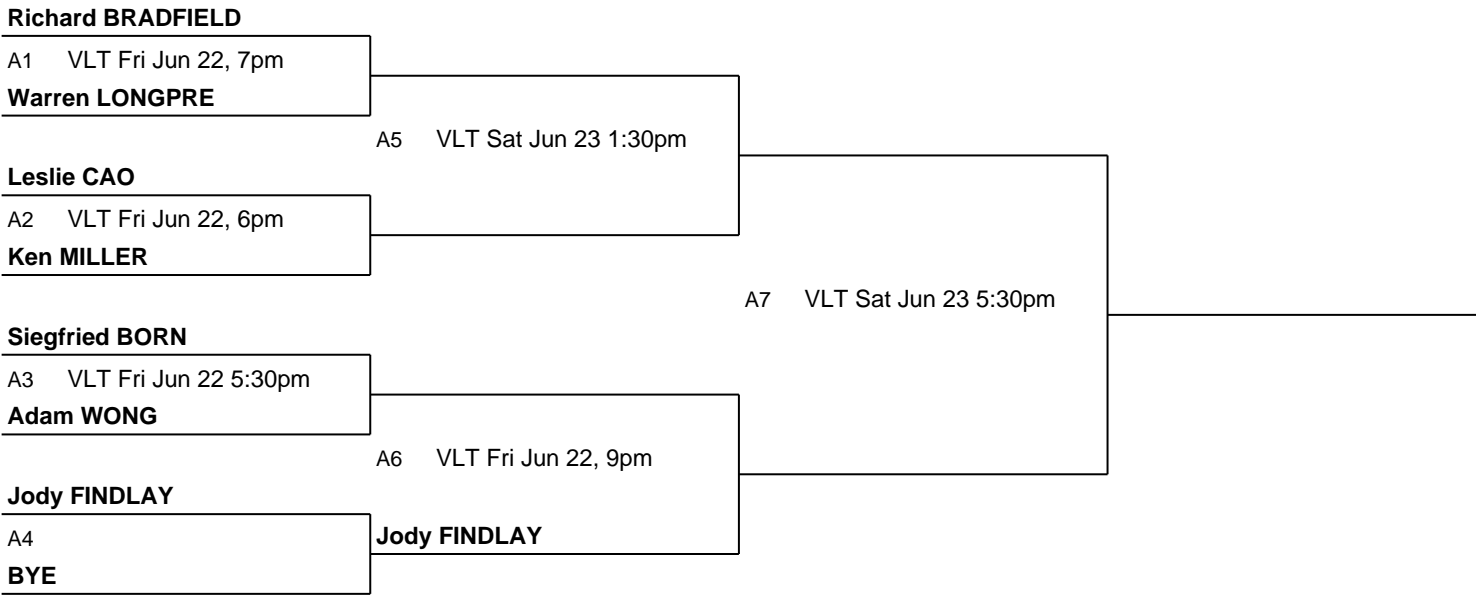 Richard BRADFIELD
A1 VLT Fri Jun 22, 7pm
Warren LONGPRE
A5 VLT Sat Jun 23 1:30pm
Leslie CAO
A2 VLT Fri Jun 22, 6pm
Ken MILLER
A7 VLT Sat Jun 23 5:30pm
Siegfried BORN
A3 VLT Fri Jun 22 5:30pm
Adam WONG
A6 VLT Fri Jun 22, 9pm
Jody FINDLAY
A4
Jody FINDLAY
BYE